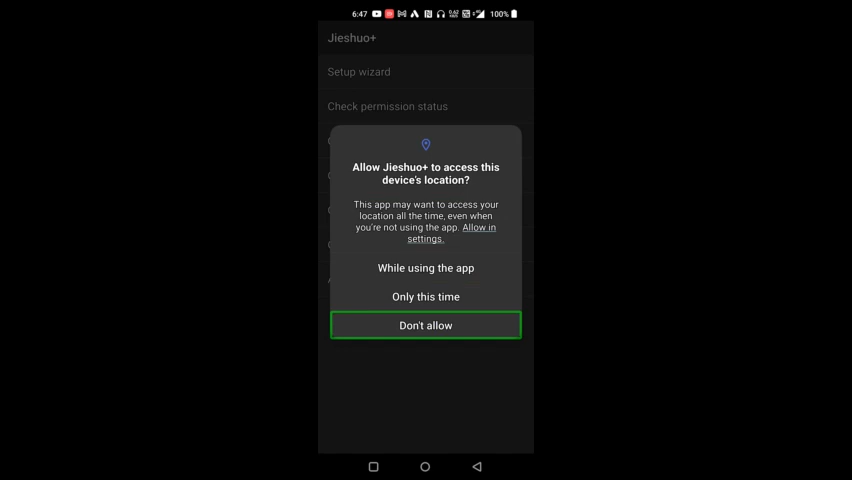 6:47
100%
Jieshuo+
Setup wizard
Check permission status
Allow Jieshuo+ to access this
device's location?
This app may want to access your
location all the time, even when
you're not using the app. Allow in
settings.
While using the app
Only this time
Don't allow